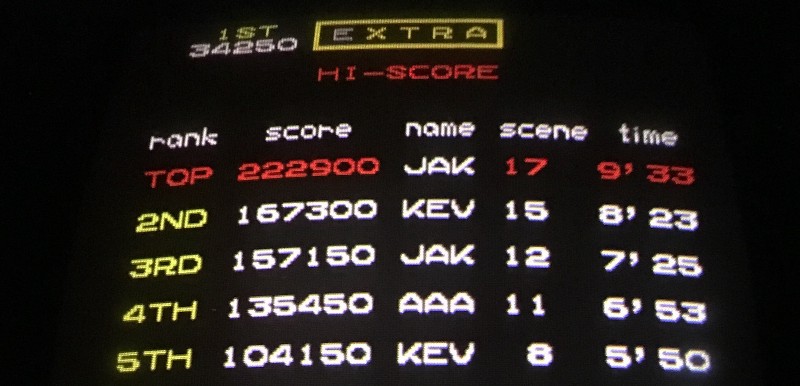 1ST EXTRA
34250
HI-SCORE
rank score name scene time
TOP 222900 JAK 17 9' 33
2ND 167300 KEV 15 8' 23
3RD 157150 JAK 12 7' 25
4TH 135450 AAA 11 6' 53
5TH 104150 KEV 8 5' 50